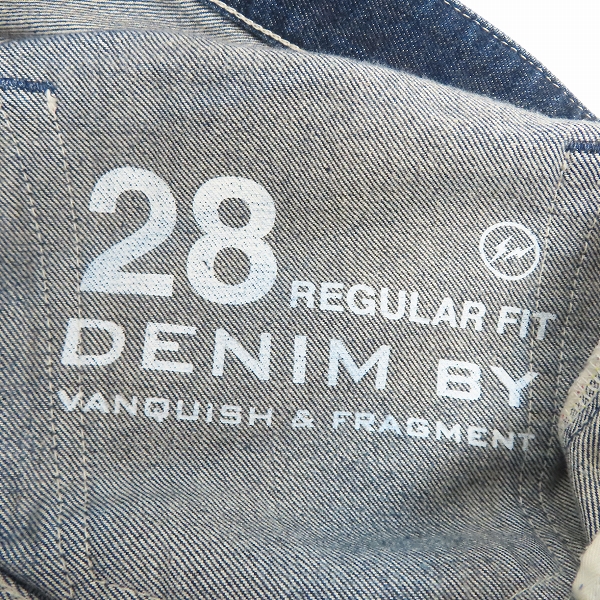 28 REGULAR FIT
DENIM BY
VANQUISH & FRAGMENT